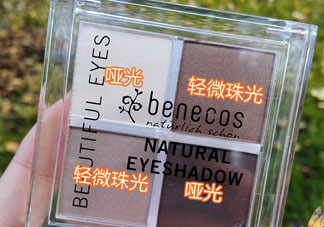 BEAUTIFUL EYES
哑光
轻微珠光
benecos
natürlich schön
NATURAL
EYESHADOW
轻微珠光
哑光